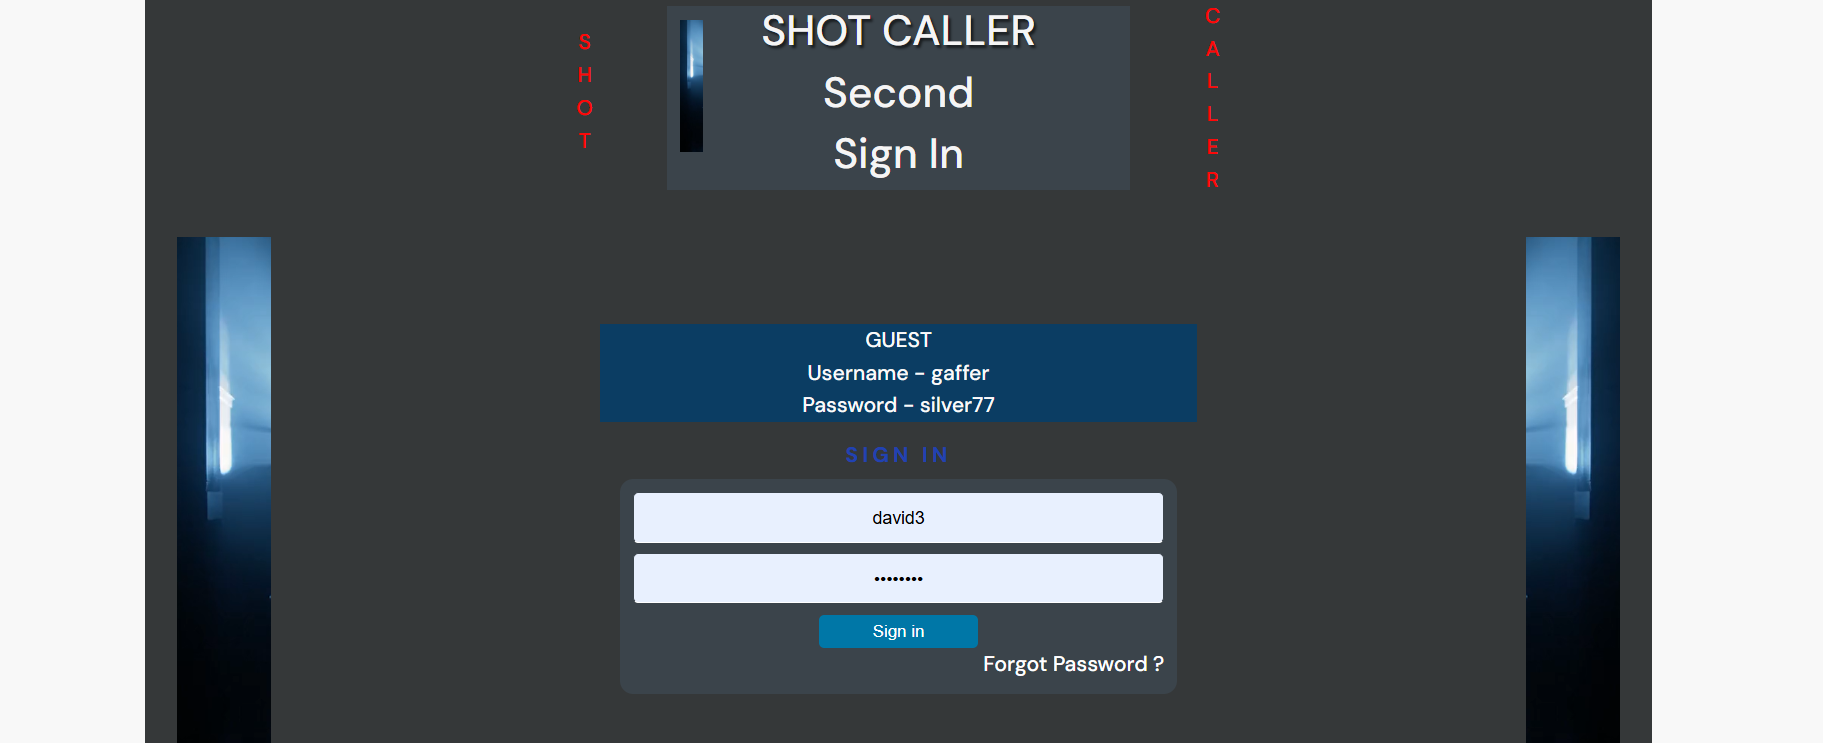 S
H
O
T
SHOT CALLER
Second
Sign In
C
A
L
L
E
R
GUEST
Username - gaffer
Password - silver77
SIGN IN
david3
••••••••
Sign in
Forgot Password ?